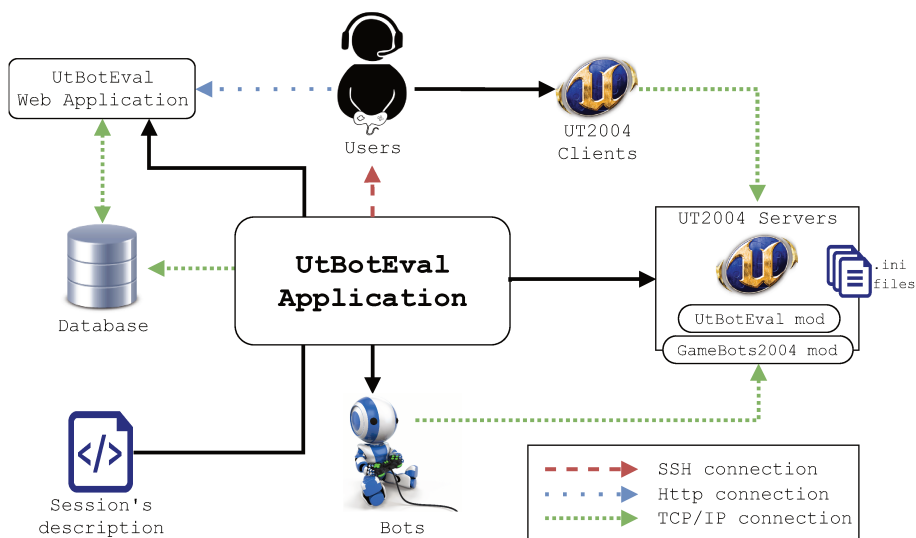 UtBotEval
Web Application
Users
UT2004
Clients
UT2004 Servers
.ini
files
UtBotEval mod
GameBots2004 mod
UtBotEval
Application
Database
</>
Session's
description
Bots
SSH connection
Http connection
TCP/IP connection